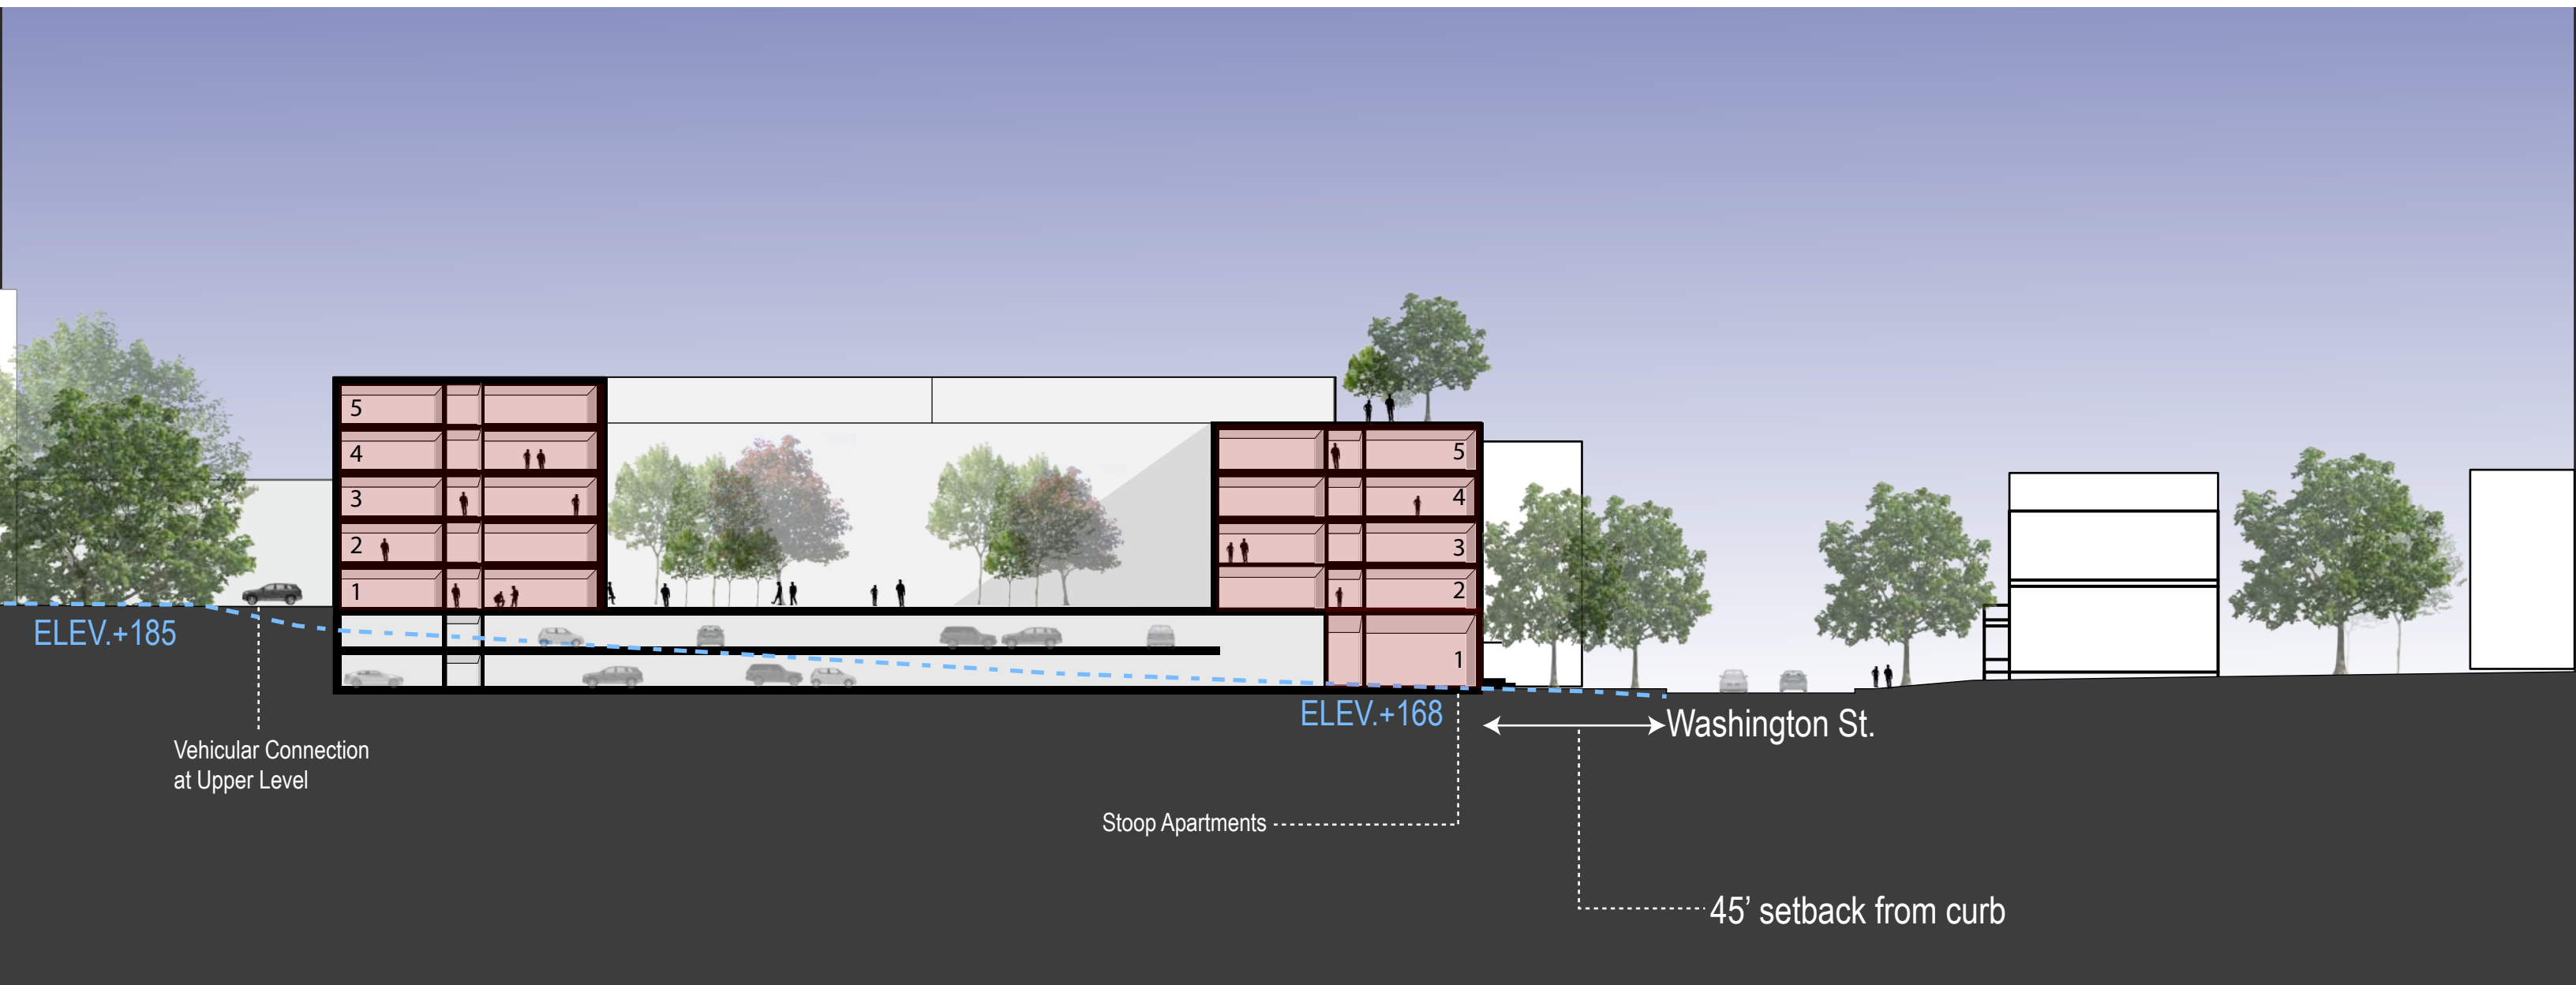 5
4
3
2
1
5
4
3
2
1
ELEV.+185
ELEV.+168
Washington St.
Vehicular Connection
at Upper Level
Stoop Apartments
45’ setback from curb